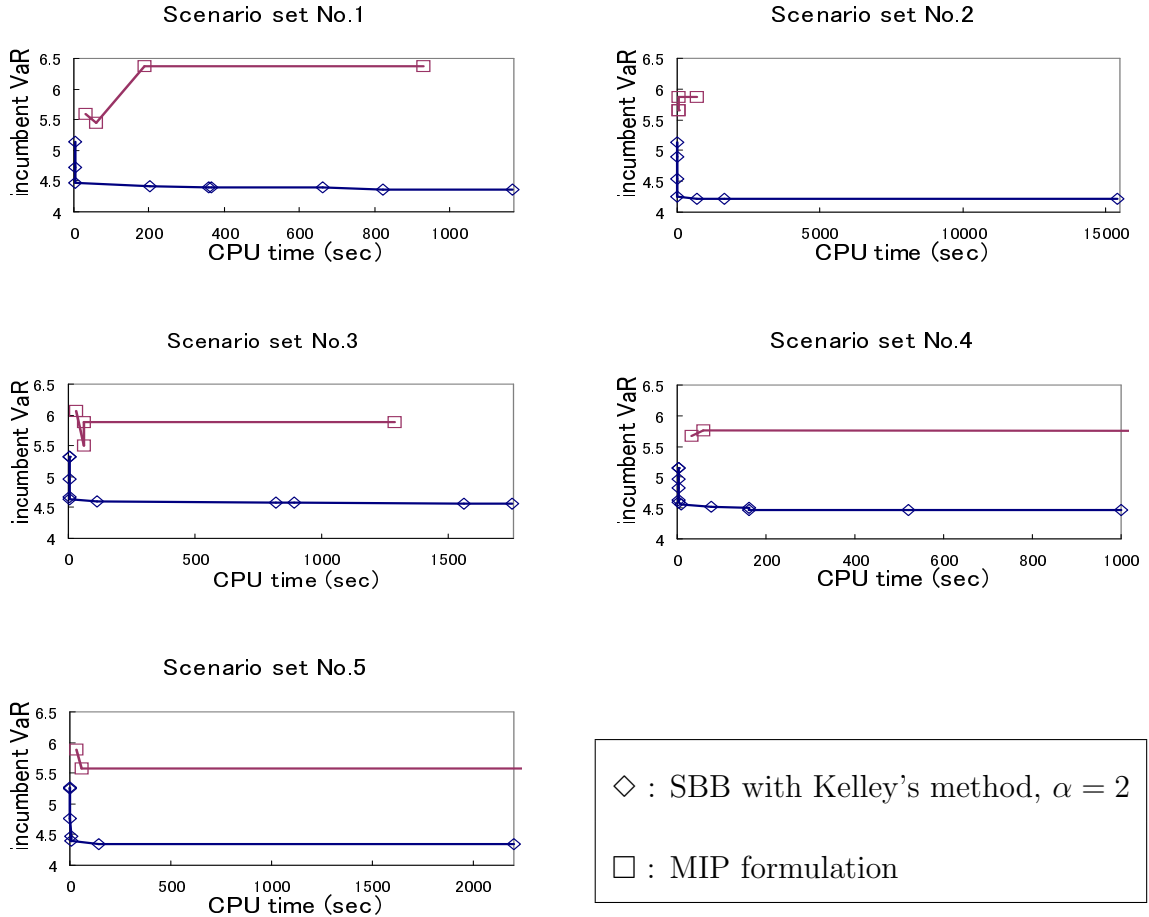 Scenario set No.1
incumbent VaR
6.5
6
5.5
5
4.5
4
0 200 400 600 800 1000
CPU time (sec)
Scenario set No.2
incumbent VaR
6.5
6
5.5
5
4.5
4
0 5000 10000 15000
CPU time (sec)
Scenario set No.3
incumbent VaR
6.5
6
5.5
5
4.5
4
0 500 1000 1500
CPU time (sec)
Scenario set No.4
incumbent VaR
6.5
6
5.5
5
4.5
4
0 200 400 600 800 1000
CPU time (sec)
Scenario set No.5
incumbent VaR
6.5
6
5.5
5
4.5
4
0 500 1000 1500 2000
CPU time (sec)
◇ : SBB with Kelley's method, α = 2
□ : MIP formulation